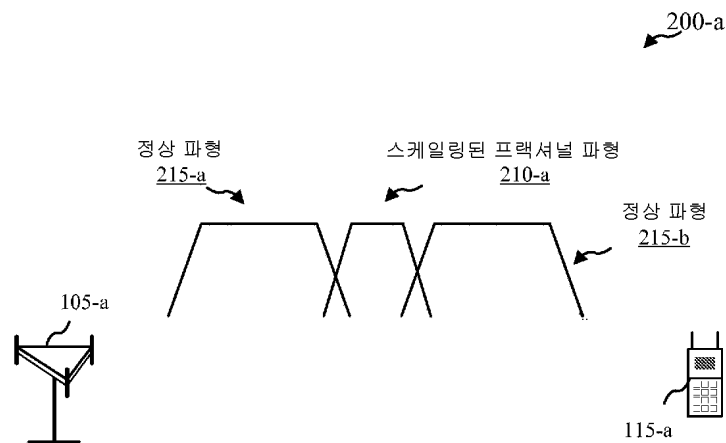 200-a
정상 파형
215-a
스케일링된 프랙셔널 파형
210-a
정상 파형
215-b
105-a
115-a